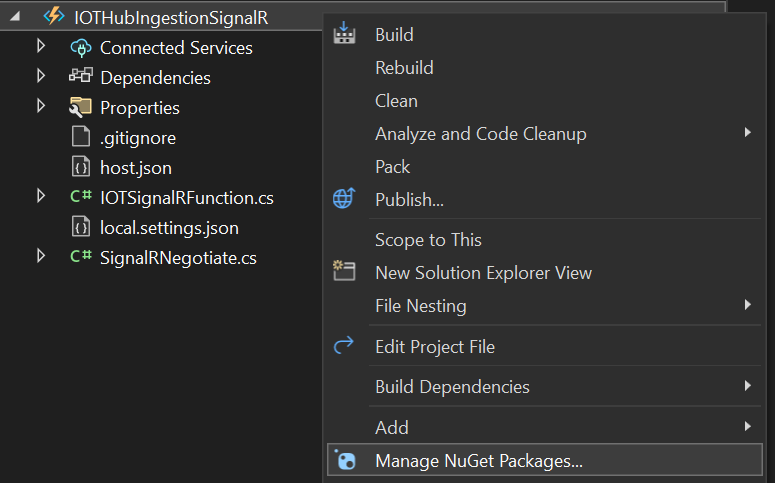 IOTHubIngestionSignalR
Connected Services
Dependencies
Properties
.gitignore
host.json
C# IOTSignalRFunction.cs
local.settings.json
C# SignalRNegotiate.cs
Build
Rebuild
Clean
Analyze and Code Cleanup
Pack
Publish...
Scope to This
New Solution Explorer View
File Nesting
Edit Project File
Build Dependencies
Add
Manage NuGet Packages...